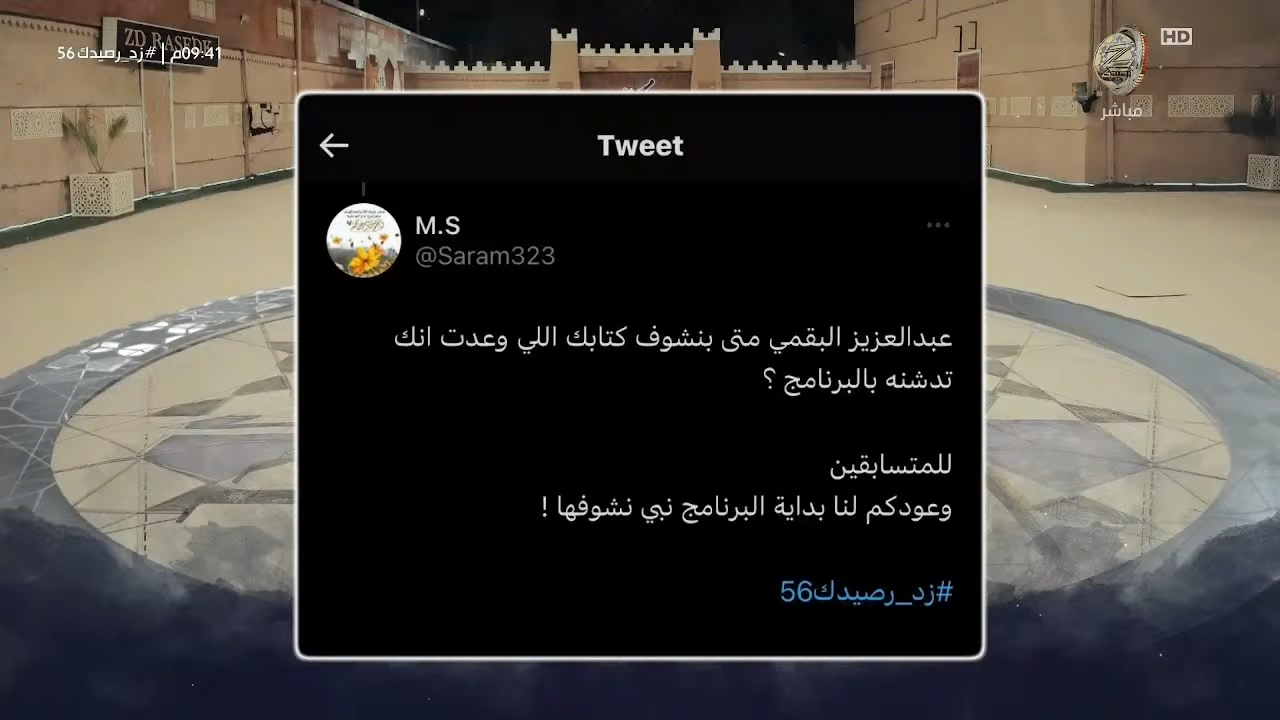 ZD RASEDK
09:41م | #زد_رصيدك56
HD
مباشر
Tweet
M.S
@Saram323
عبدالعزيز البقمي متى بنشوف كتابك اللي وعدت انك
تدشنه بالبرنامج ؟
للمتسابقين
وعودكم لنا بداية البرنامج نبي نشوفها !
#زد_رصيدك56